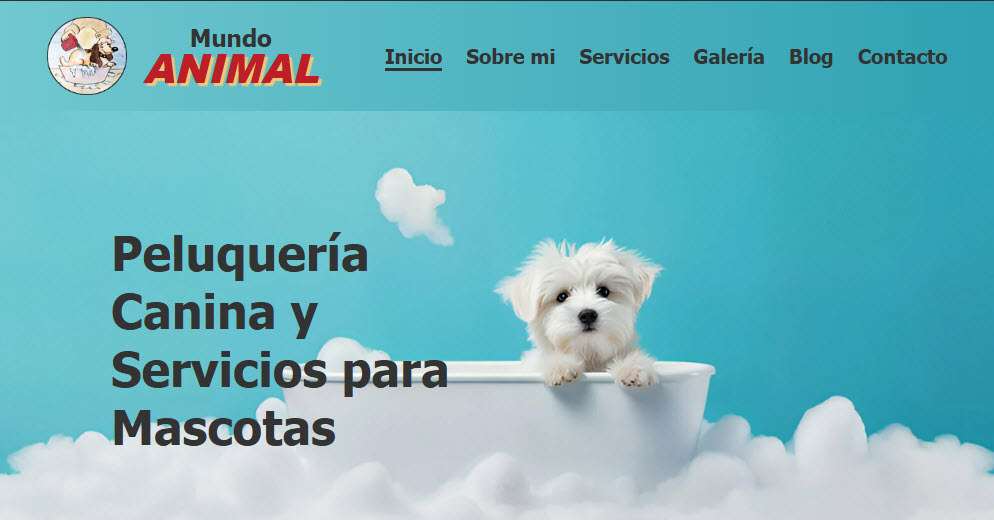 Mundo
ANIMAL
Inicio Sobre mi Servicios Galería Blog Contacto
Peluquería
Canina y
Servicios para
Mascotas